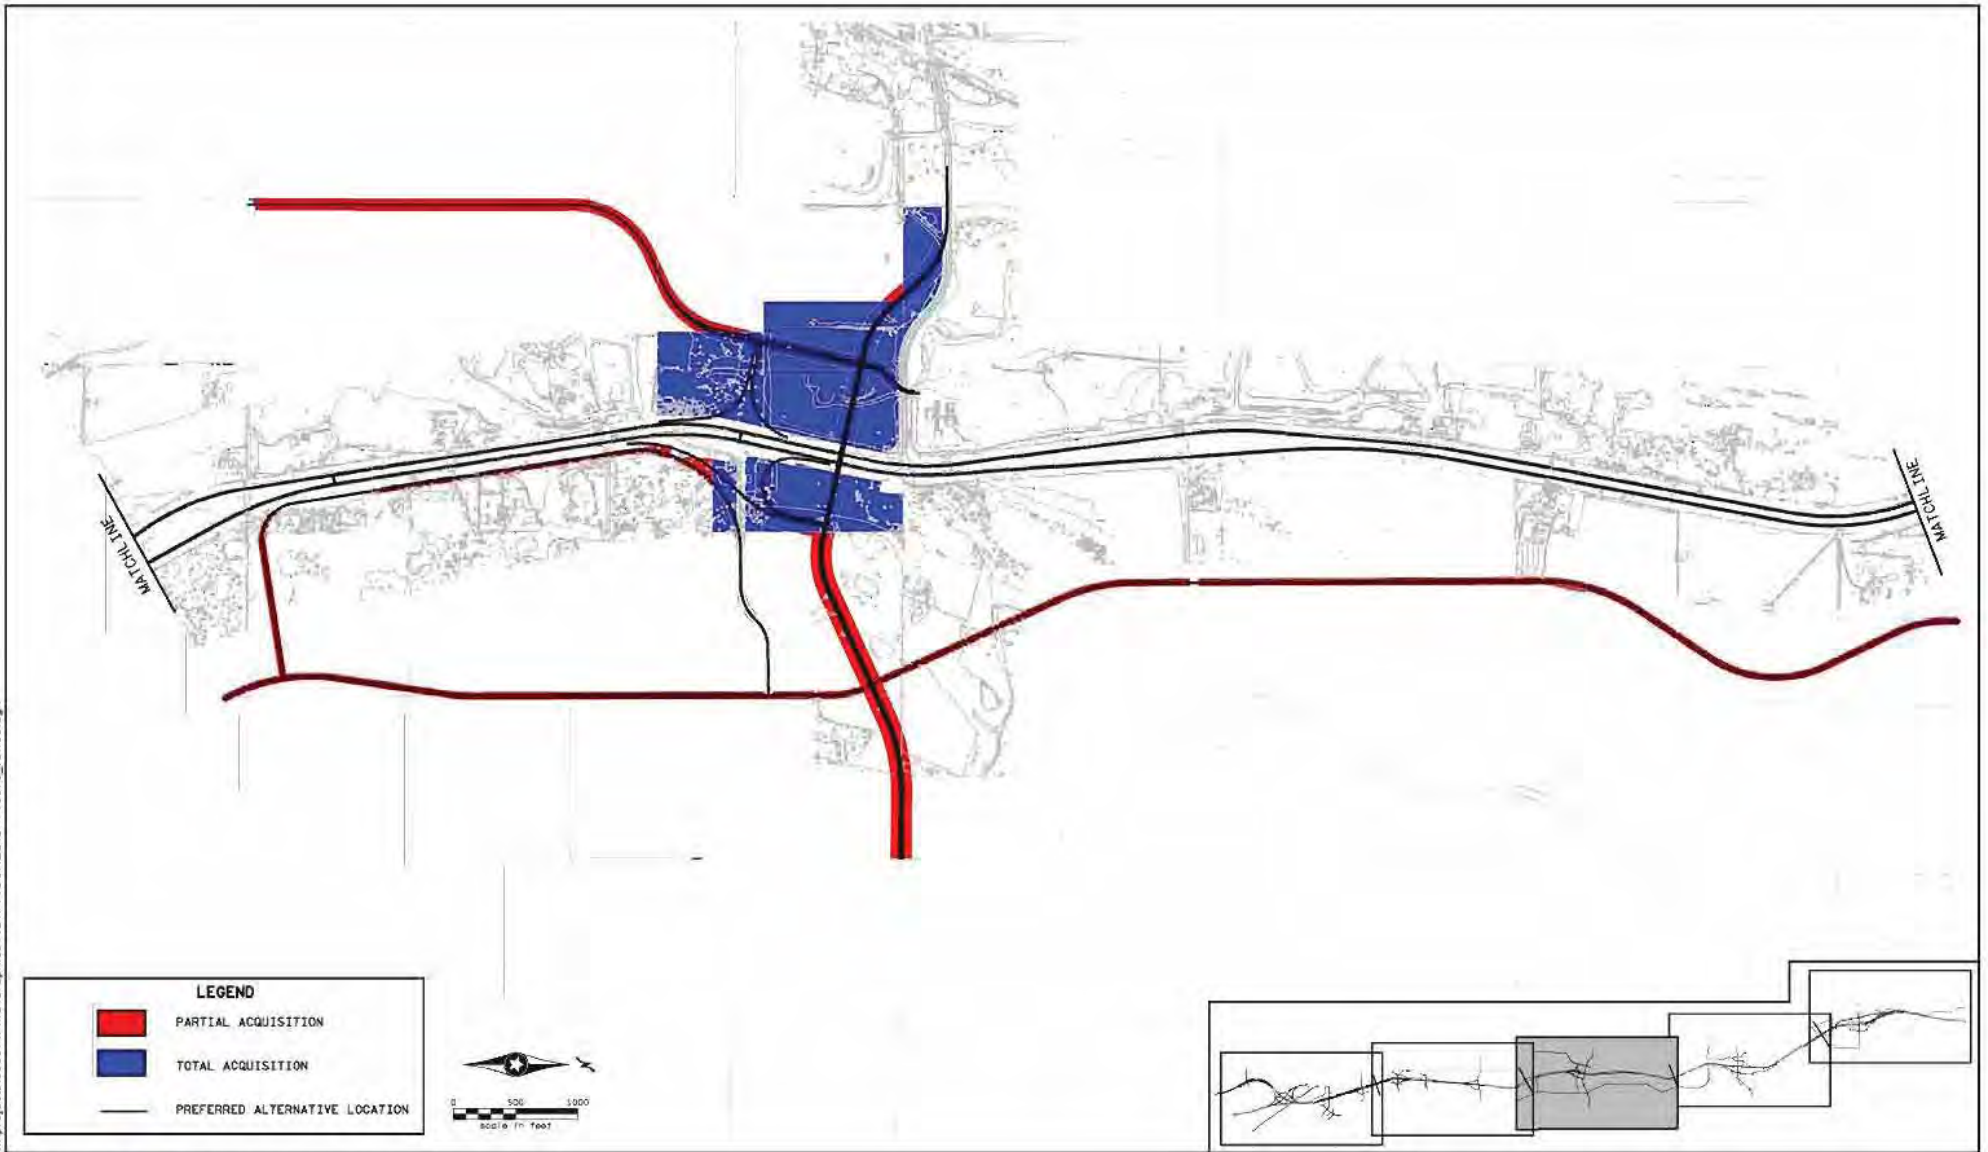 MATCHLINE
MATCHLINE
LEGEND
PARTIAL ACQUISITION
TOTAL ACQUISITION
PREFERRED ALTERNATIVE LOCATION
N
0 500 1000
scale in feet